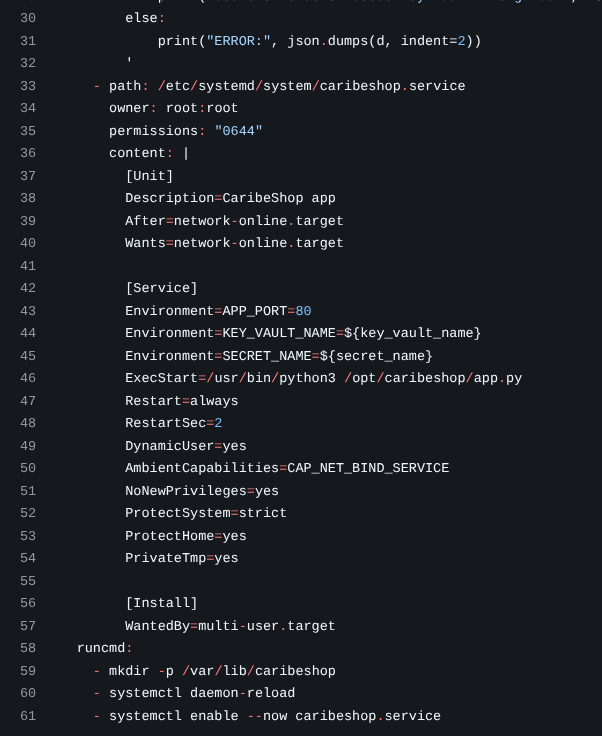 30 else:
31 print("ERROR:", json.dumps(d, indent=2))
32 '
33 - path: /etc/systemd/system/caribeshop.service
34 owner: root:root
35 permissions: "0644"
36 content: |
37 [Unit]
38 Description=CaribeShop app
39 After=network-online.target
40 Wants=network-online.target
41
42 [Service]
43 Environment=APP_PORT=80
44 Environment=KEY_VAULT_NAME=${key_vault_name}
45 Environment=SECRET_NAME=${secret_name}
46 ExecStart=/usr/bin/python3 /opt/caribeshop/app.py
47 Restart=always
48 RestartSec=2
49 DynamicUser=yes
50 AmbientCapabilities=CAP_NET_BIND_SERVICE
51 NoNewPrivileges=yes
52 ProtectSystem=strict
53 ProtectHome=yes
54 PrivateTmp=yes
55
56 [Install]
57 WantedBy=multi-user.target
58 runcmd:
59 - mkdir -p /var/lib/caribeshop
60 - systemctl daemon-reload
61 - systemctl enable --now caribeshop.service